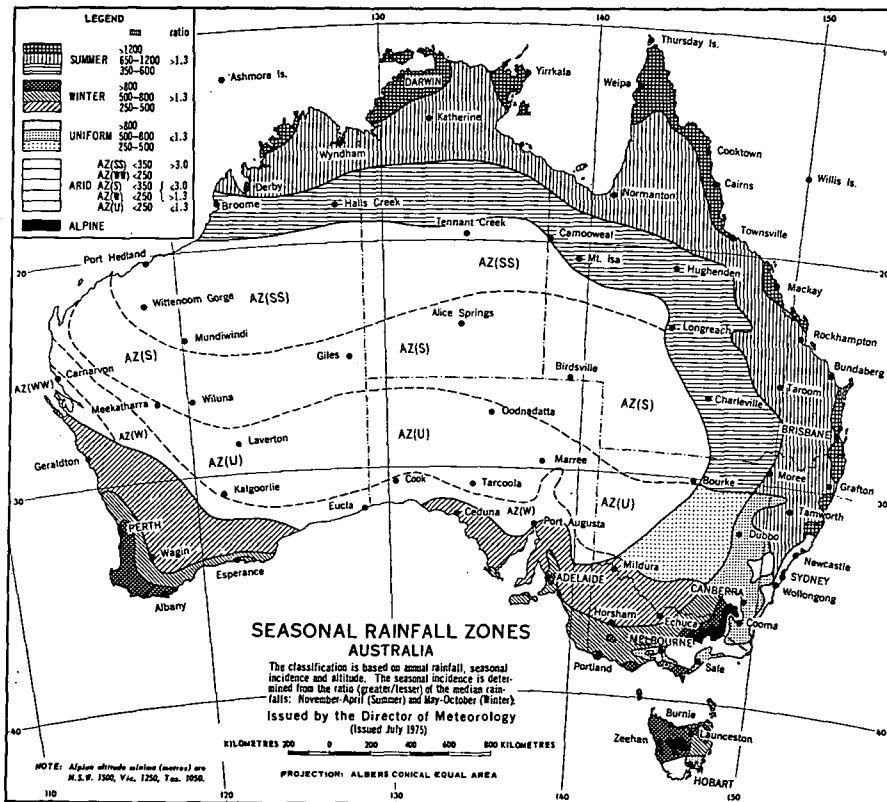 LEGEND
mm ratio
>1200
SUMMER 650-1200 >1.3
350-600
>800
WINTER 500-800 >1.3
250-500
>800
UNIFORM 500-800 ≤1.3
250-500
AZ(SS) <350 >3.0
AZ(WW) <250
ARID AZ(S) <350 { ≤3.0
AZ(W) <250 { >1.3
AZ(U) <250 ≤1.3
ALPINE
130
140
150
Thursday Is.
Ashmore Is.
DARWIN
Yirrkala
Weipa
Katherine
Wyndham
Cooktown
Cairns
Willis Is.
Derby
Broome
Halls Creek
Normanton
Townsville
Tennant Creek
Camooweal
Mt. Isa
Port Hedland
20
20
AZ(SS)
Hughenden
Mackay
Wittenoom Gorge
AZ(SS)
Alice Springs
Longreach
Rockhampton
Mundiwindi
AZ(S)
Giles
AZ(S)
Birdsville
Bundaberg
Carnarvon
AZ(WW)
Meekatharra
Wiluna
AZ(S)
Charleville
Taroom
Oodnadatta
BRISBANE
AZ(W)
Laverton
AZ(U)
AZ(U)
Geraldton
Marree
Moree
Kalgoorlie
Cook
Tarcoola
Bourke
Grafton
30
30
Eucla
Ceduna
AZ(W)
AZ(U)
Tamworth
PERTH
Port Augusta
Dubbo
Wagin
Esperance
Mildura
Newcastle
SYDNEY
ADELAIDE
CANBERRA
Wollongong
Albany
Horsham
Echuca
Cooma
MELBOURNE
Portland
Sale
SEASONAL RAINFALL ZONES
AUSTRALIA
The classification is based on annual rainfall, seasonal
incidence and altitude. The seasonal incidence is deter-
mined from the ratio (greater/lesser) of the median rain-
falls: November-April (Summer) and May-October (Winter).
Issued by the Director of Meteorology
(Issued July 1975)
KILOMETRES 200 0 200 400 600 800 KILOMETRES
PROJECTION: ALBERS CONICAL EQUAL AREA
Burnie
Zeehan
Launceston
HOBART
40
40
NOTE: Alpine altitude minima (metres) are
N.S.W. 1500, Vic. 1250, Tas. 1050.
110
120
130
140
150